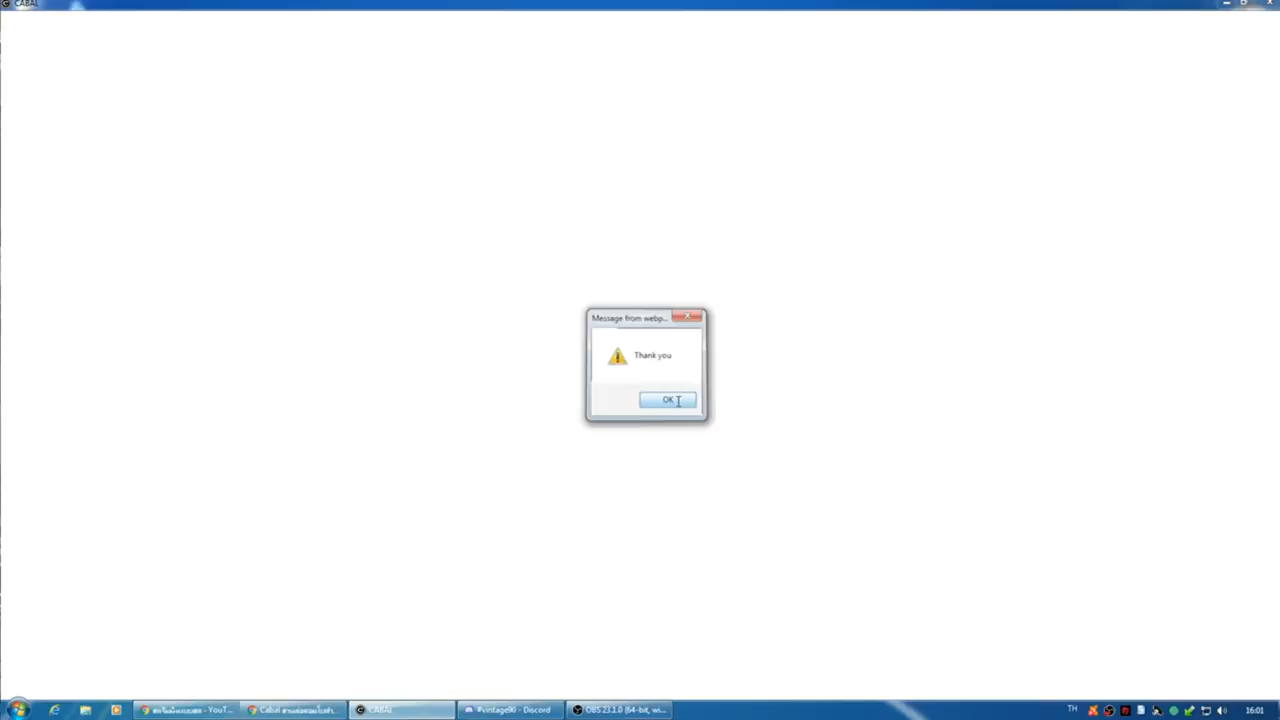 CABAL
Message from webp...
Thank you
OK
CABAL
#vintage90 - Discord
OBS 23.1.0 (64-bit, wi...
TH
16:01